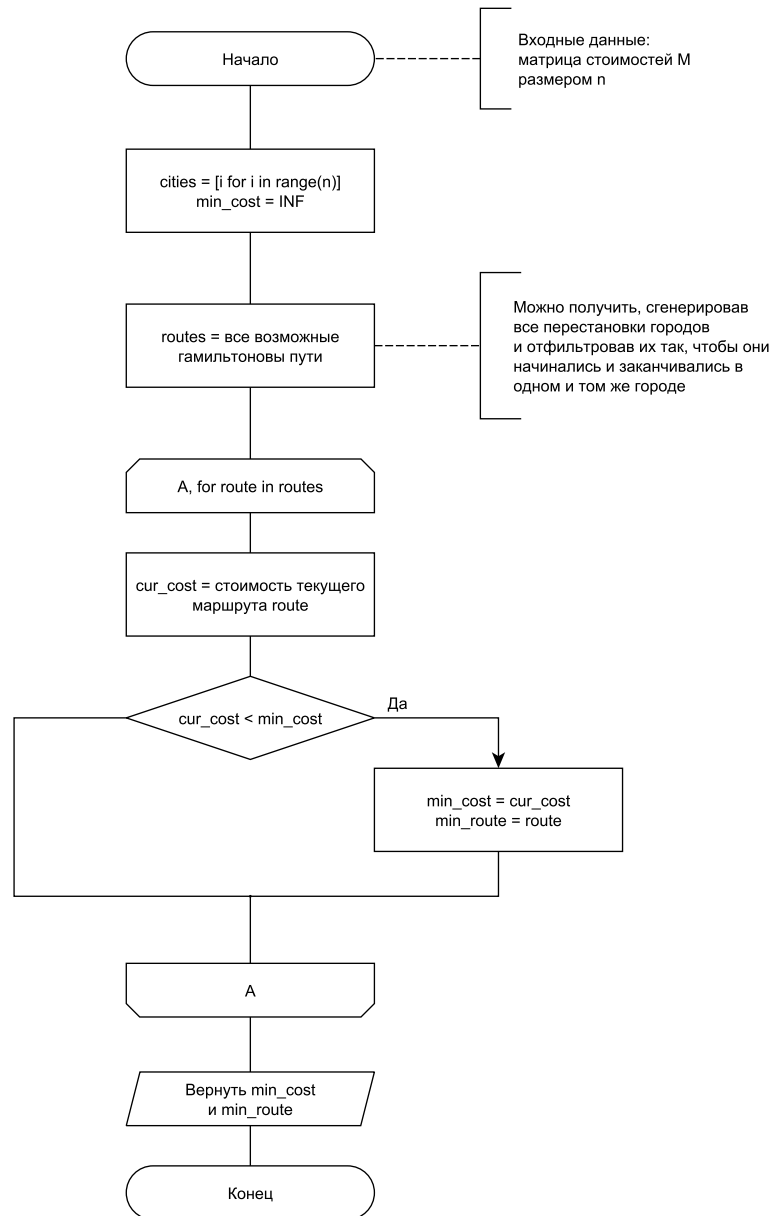 Начало
Входные данные:
матрица стоимостей M
размером n
cities = [i for i in range(n)]
min_cost = INF
routes = все возможные
гамильтоновы пути
Можно получить, сгенерировав
все перестановки городов
и отфильтровав их так, чтобы они
начинались и заканчивались в
одном и том же городе
A, for route in routes
cur_cost = стоимость текущего
маршрута route
cur_cost < min_cost
Да
min_cost = cur_cost
min_route = route
A
Вернуть min_cost
и min_route
Конец